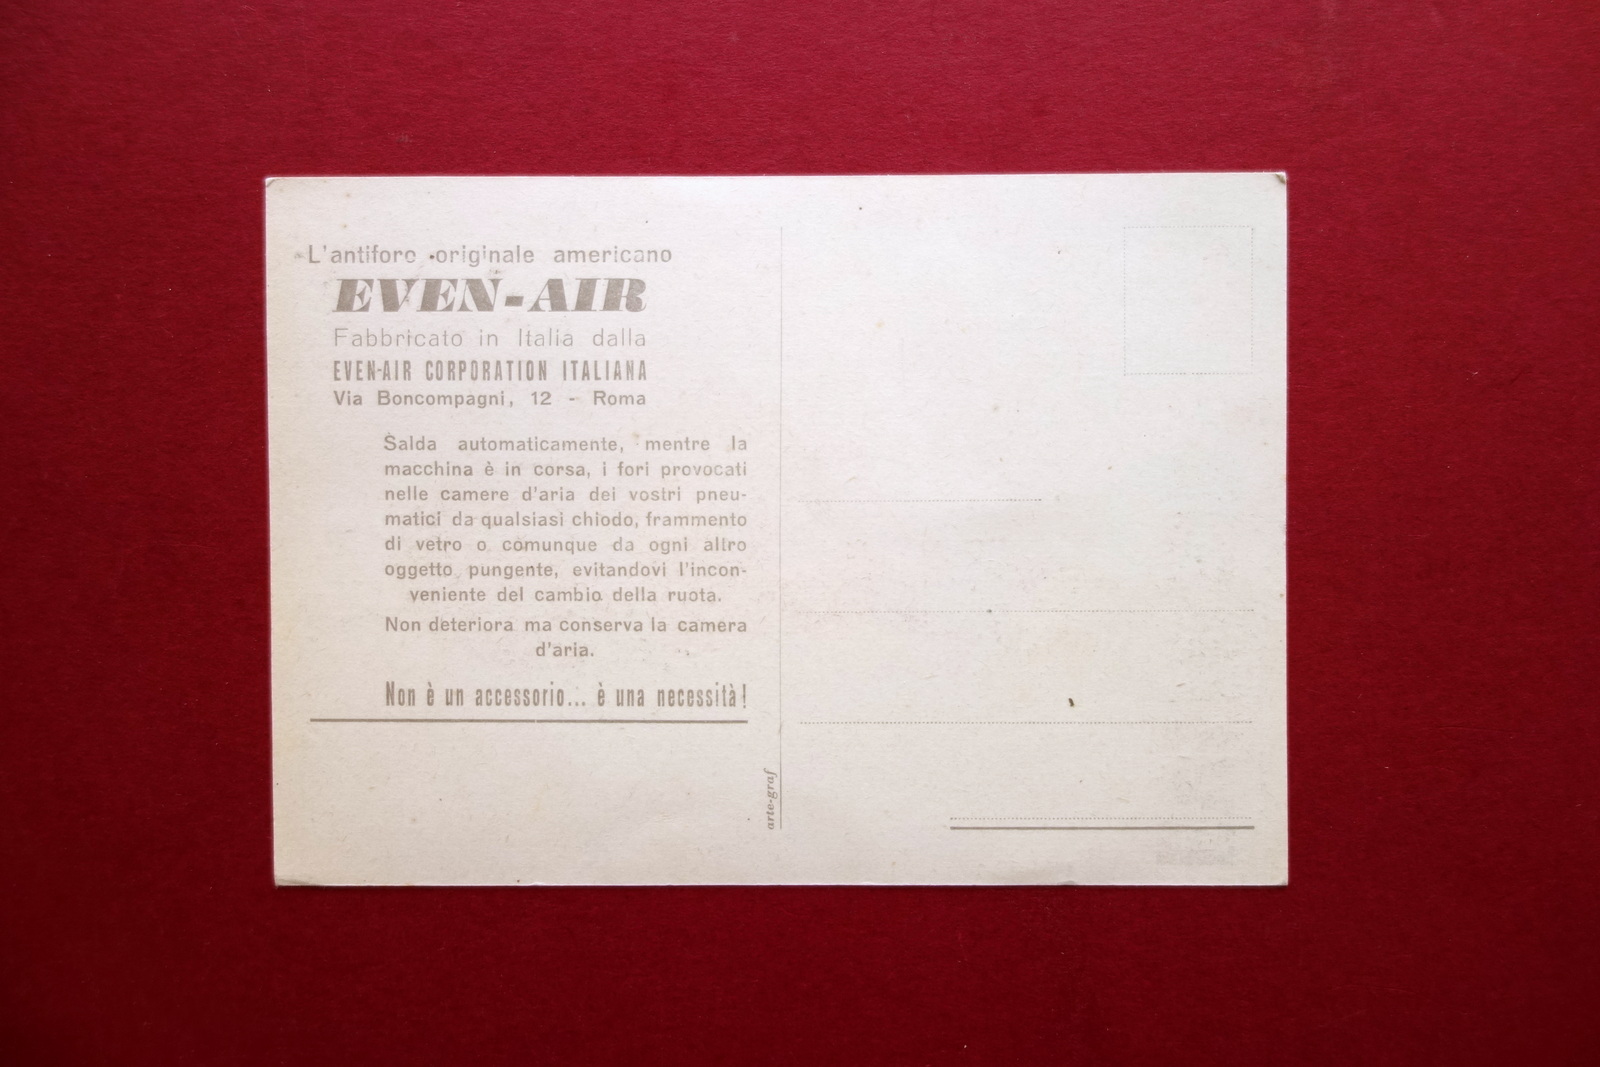 L'antiforo originale americano
EVEN-AIR
Fabbricato in Italia dalla
EVEN-AIR CORPORATION ITALIANA
Via Boncompagni, 12 - Roma
Salda automaticamente, mentre la
macchina è in corsa, i fori provocati
nelle camere d'aria dei vostri pneu-
matici da qualsiasi chiodo, frammento
di vetro o comunque da ogni altro
oggetto pungente, evitandovi l'incon-
veniente del cambio della ruota.
Non deteriora ma conserva la camera
d'aria.
Non è un accessorio... è una necessità!
arte-graf